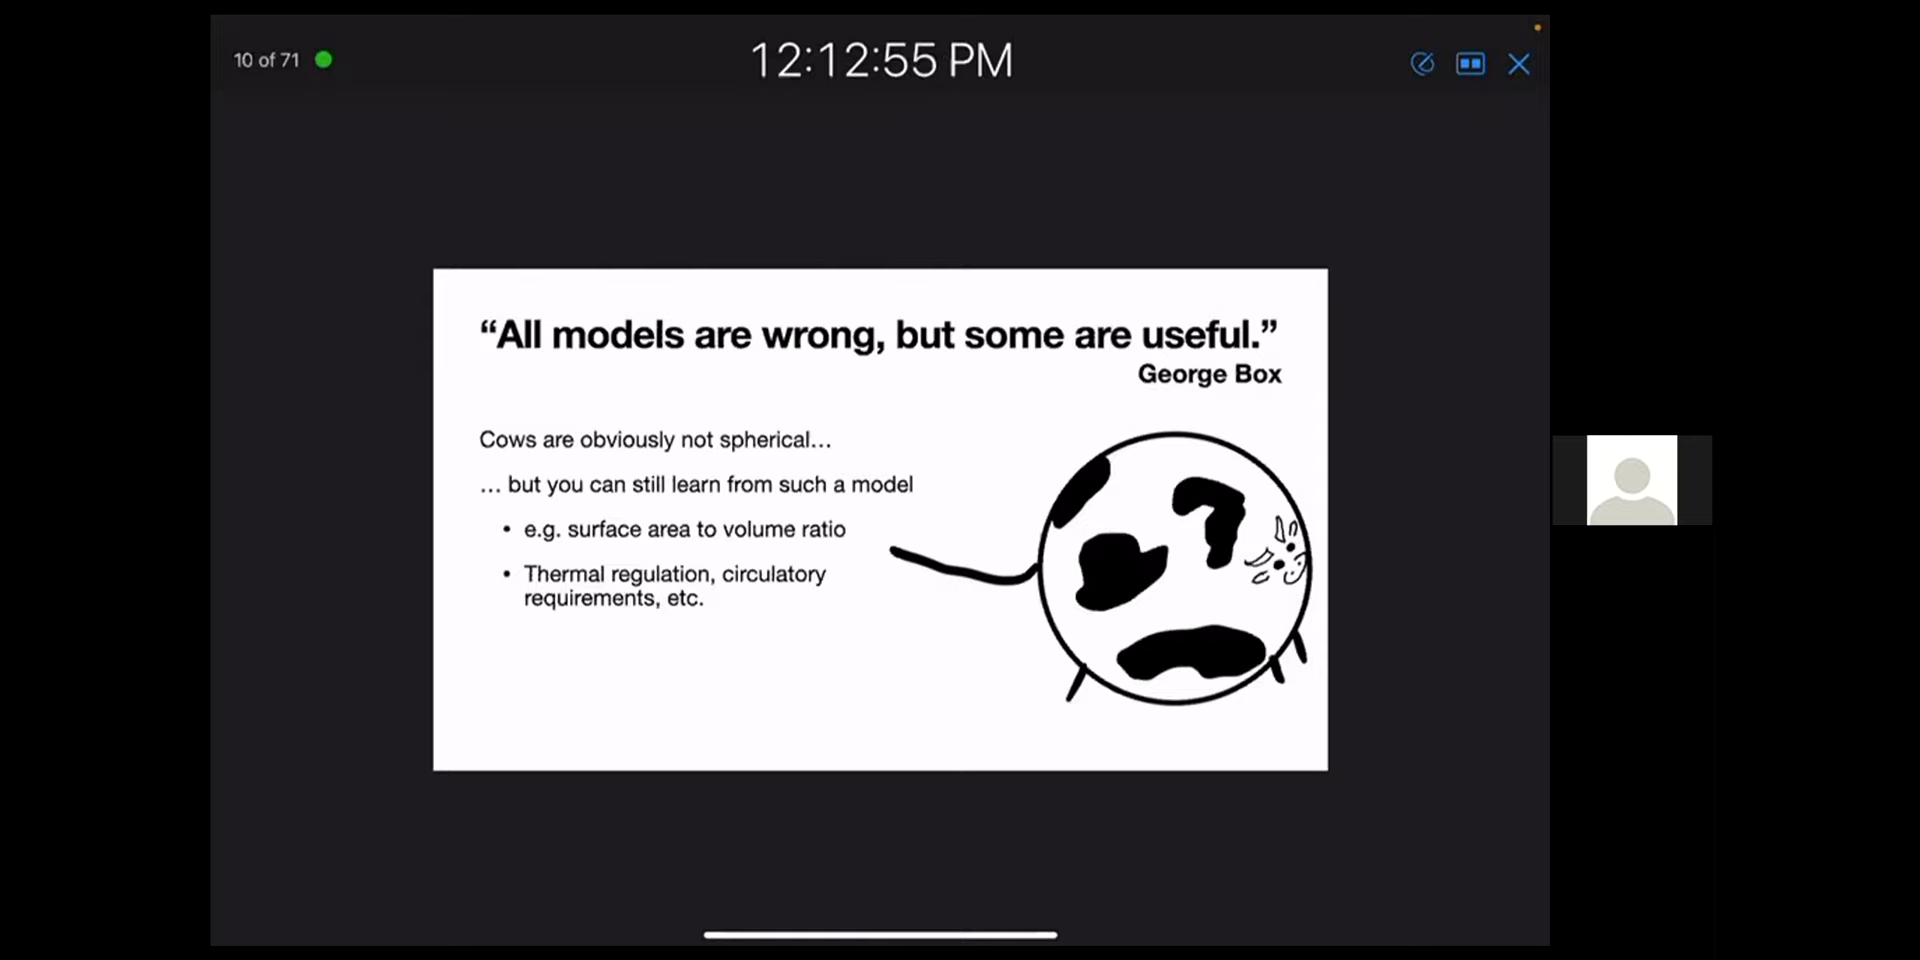 10 of 71
12:12:55 PM
“All models are wrong, but some are useful.”
George Box
Cows are obviously not spherical...
... but you can still learn from such a model
• e.g. surface area to volume ratio
• Thermal regulation, circulatory
requirements, etc.